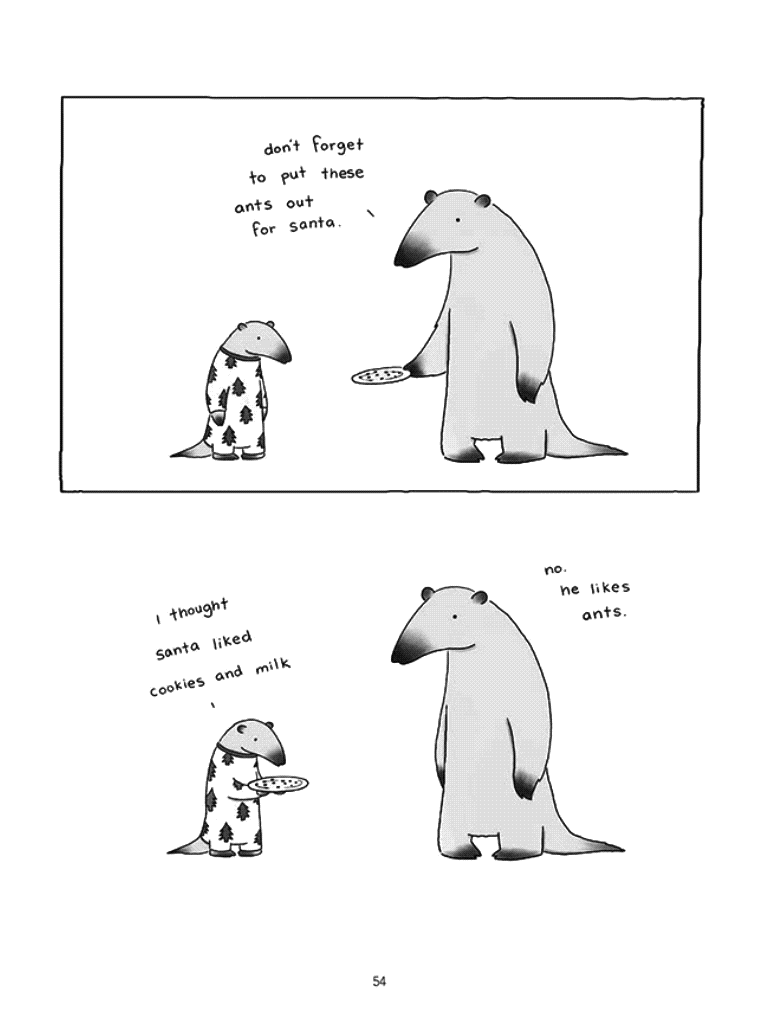 don't forget
to put these
ants out
for santa.
I thought
santa liked
cookies and milk
no.
he likes
ants.
54